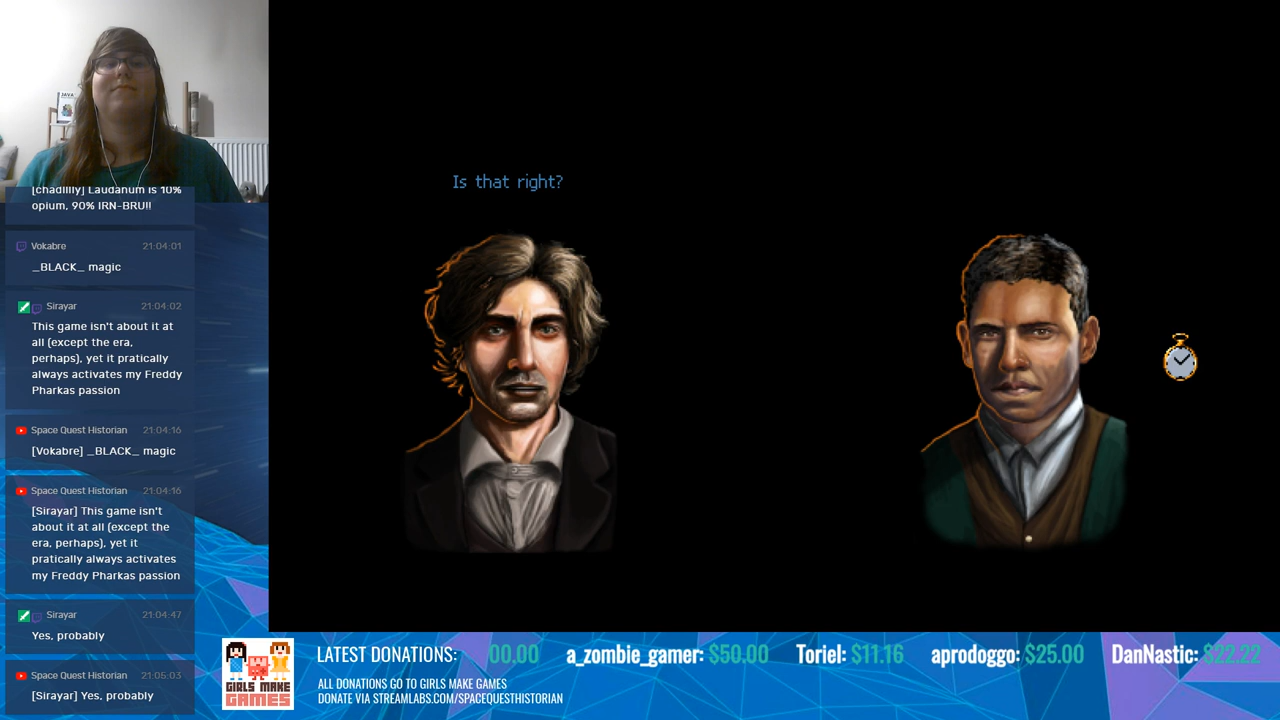 JAVA
[chadillly] Laudanum is 10%
opium, 90% IRN-BRU!!
Vokabre 21:04:01
_BLACK_ magic
Sirayar 21:04:02
This game isn't about it at
all (except the era,
perhaps), yet it pratically
always activates my Freddy
Pharkas passion
Space Quest Historian 21:04:16
[Vokabre] _BLACK_ magic
Space Quest Historian 21:04:16
[Sirayar] This game isn't
about it at all (except the
era, perhaps), yet it
pratically always activates
my Freddy Pharkas passion
Sirayar 21:04:47
Yes, probably
Space Quest Historian 21:05:03
[Sirayar] Yes, probably
Is that right?
GIRLS MAKE
GAMES
LATEST DONATIONS: 00.00 a_zombie_gamer: $50.00 Toriel: $11.16 aprodoggo: $25.00 DanNastic: $22.22
ALL DONATIONS GO TO GIRLS MAKE GAMES
DONATE VIA STREAMLABS.COM/SPACEQUESTHISTORIAN